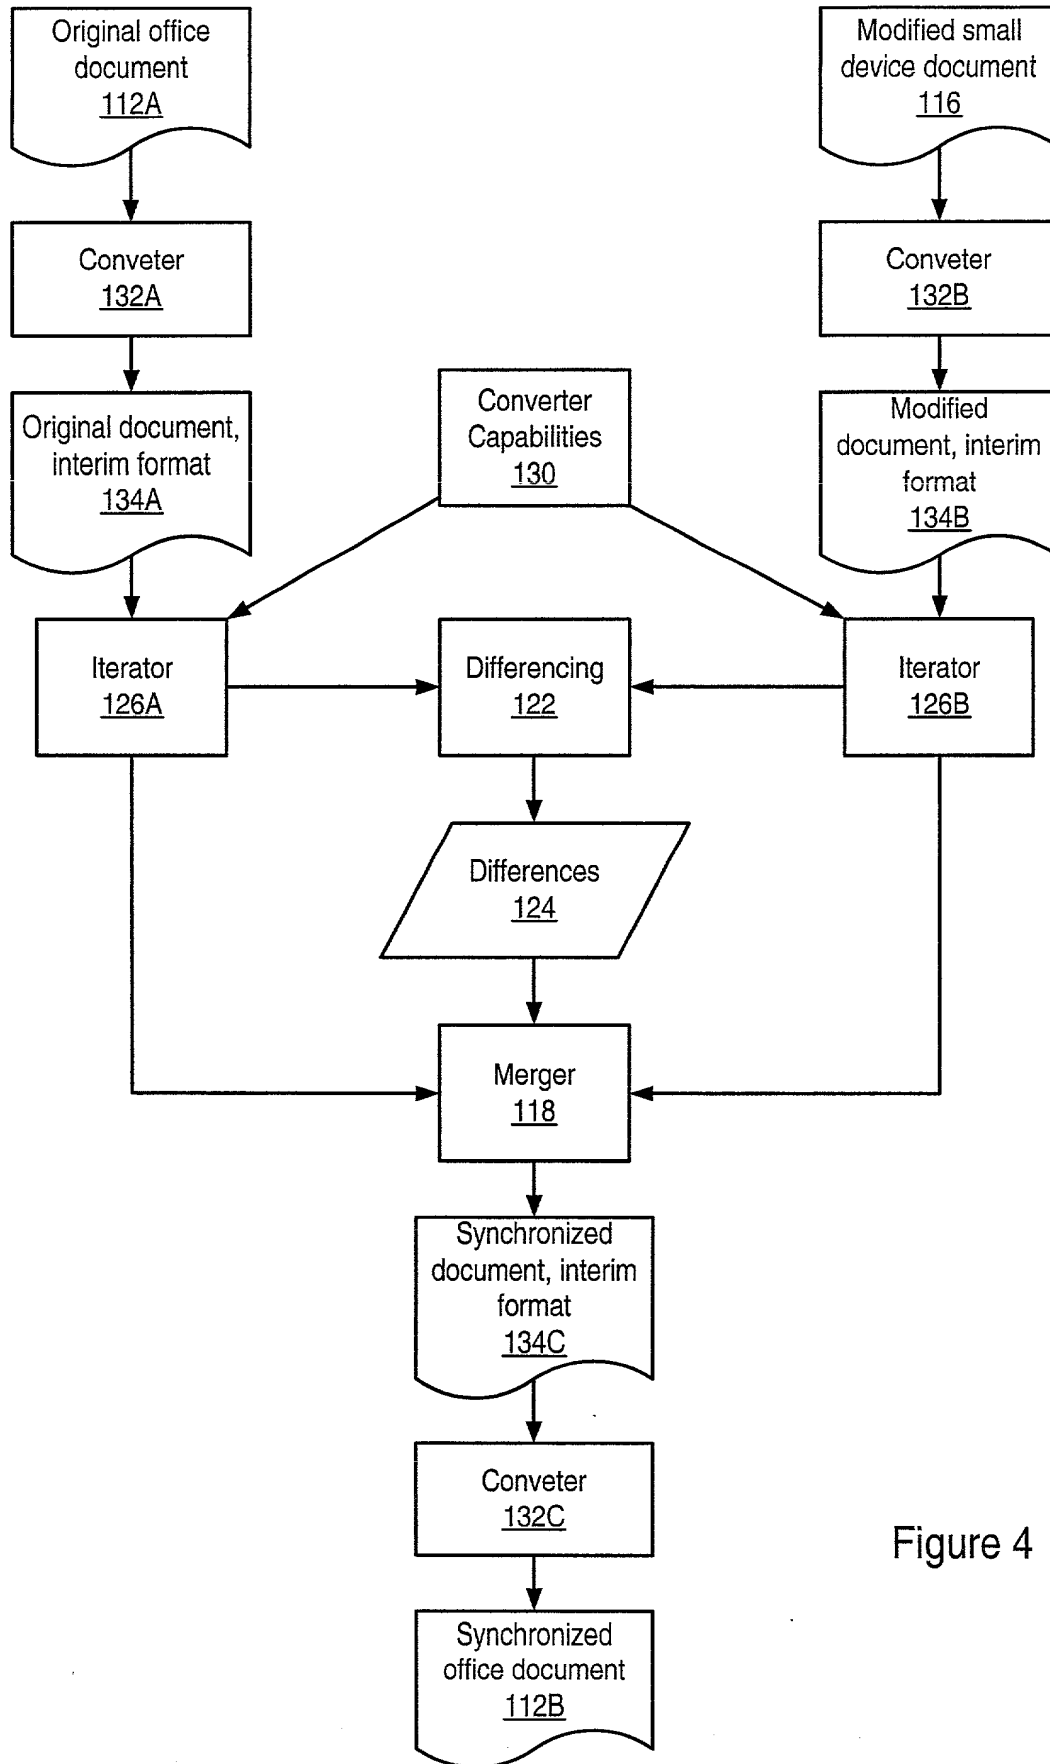 Original office
document
112A
Modified small
device document
116
Conveter
132A
Conveter
132B
Original document,
interim format
134A
Converter
Capabilities
130
Modified
document, interim
format
134B
Iterator
126A
Differencing
122
Iterator
126B
Differences
124
Merger
118
Synchronized
document, interim
format
134C
Conveter
132C
Figure 4
Synchronized
office document
112B